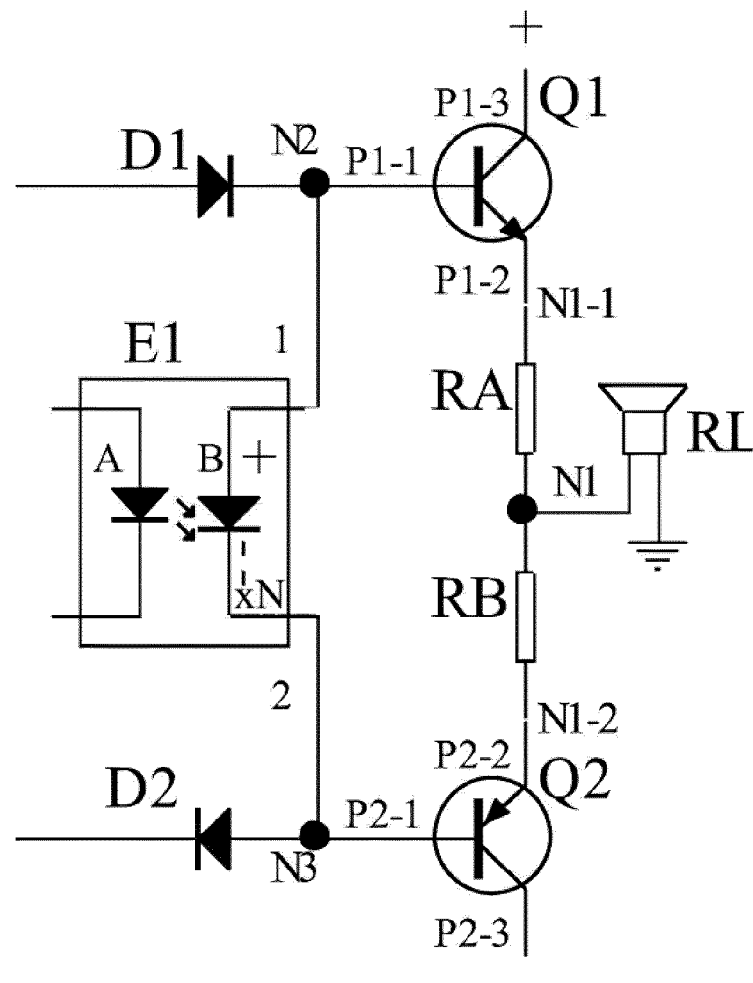 +
P1-3 Q1
D1 N2 P1-1
P1-2 N1-1
E1 1
RA RL
A B +
N1
xN RB
2
N1-2
P2-2 Q2
D2 P2-1
N3
P2-3